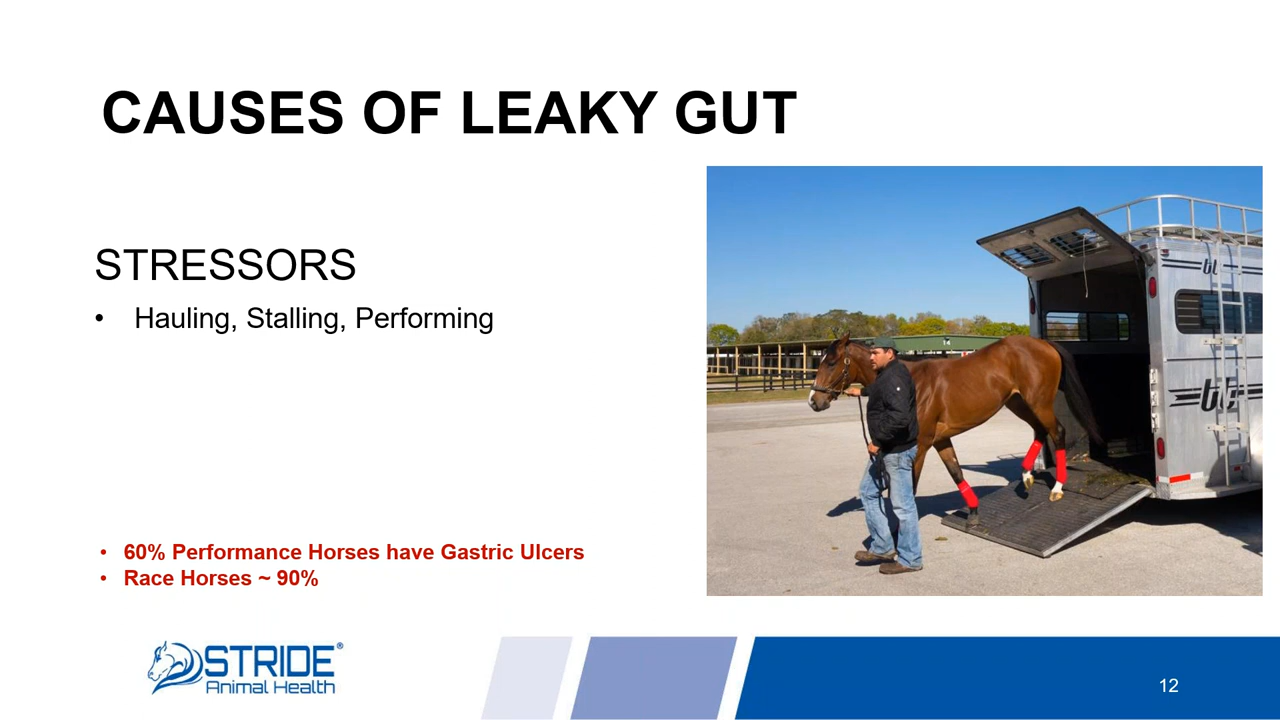 CAUSES OF LEAKY GUT
STRESSORS
• Hauling, Stalling, Performing
14
• 60% Performance Horses have Gastric Ulcers
• Race Horses ~ 90%
STRIDE®
Animal Health
12